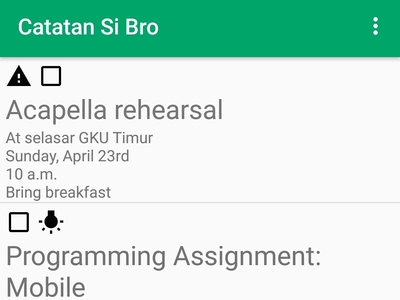 Catatan Si Bro
Acapella rehearsal
At selasar GKU Timur
Sunday, April 23rd
10 a.m.
Bring breakfast
Programming Assignment:
Mobile